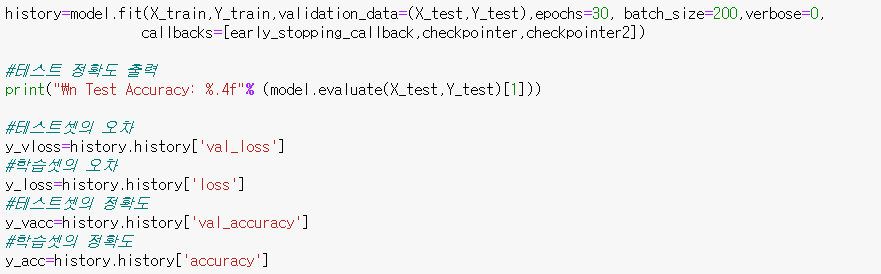 history=model.fit(X_train,Y_train,validation_data=(X_test,Y_test),epochs=30, batch_size=200,verbose=0,
callbacks=[early_stopping_callback,checkpointer,checkpointer2])
#테스트 정확도 출력
print("₩n Test Accuracy: %.4f"% (model.evaluate(X_test,Y_test)[1]))
#테스트셋의 오차
y_vloss=history.history['val_loss']
#학습셋의 오차
y_loss=history.history['loss']
#테스트셋의 정확도
y_vacc=history.history['val_accuracy']
#학습셋의 정확도
y_acc=history.history['accuracy']